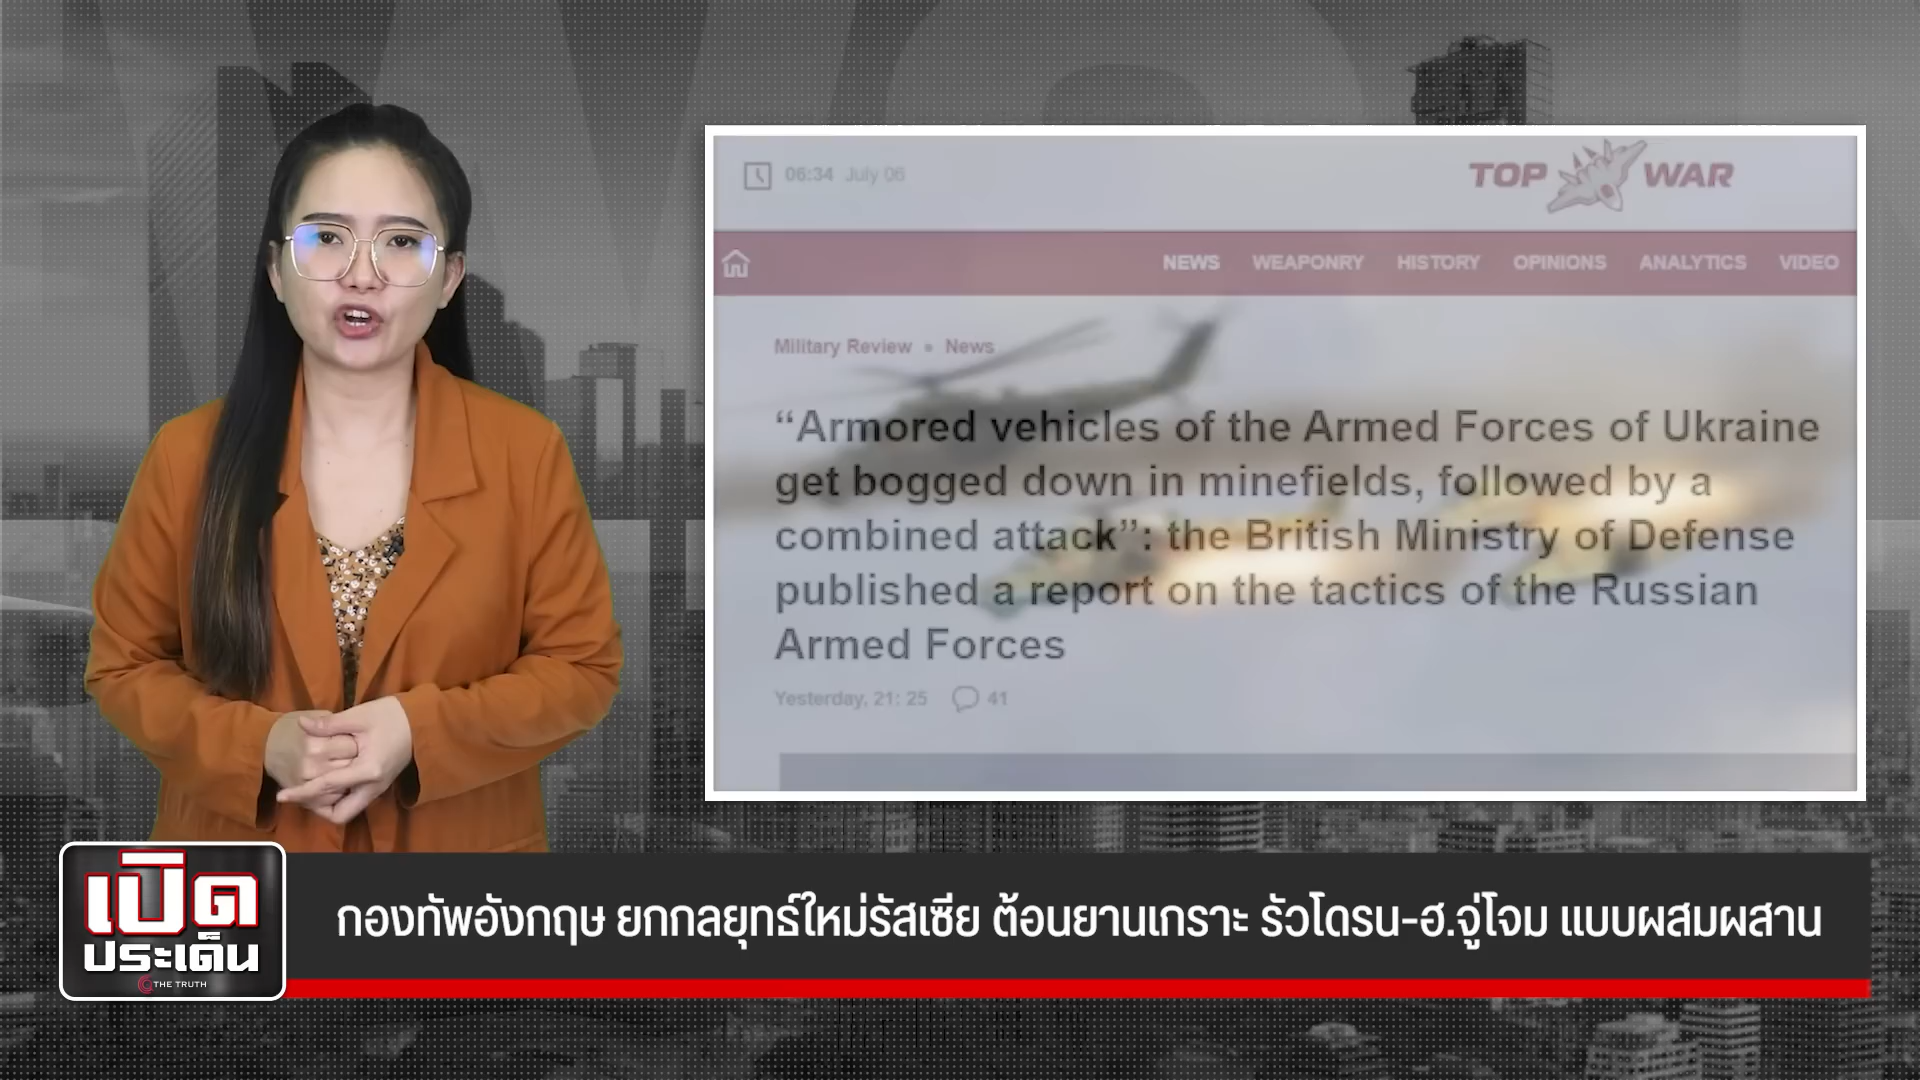 06:34 July 06
TOP WAR
NEWS WEAPONRY HISTORY OPINIONS ANALYTICS VIDEO
Military Review • News
“Armored vehicles of the Armed Forces of Ukraine
get bogged down in minefields, followed by a
combined attack”: the British Ministry of Defense
published a report on the tactics of the Russian
Armed Forces
Yesterday, 21: 25 41
เปิด
ประเด็น
THE TRUTH
กองทัพอังกฤษ ยกกลยุทธ์ใหม่รัสเซีย ต้อนยานเกราะ รัวโดรน-ฮ.จู่โจม แบบผสมผสาน